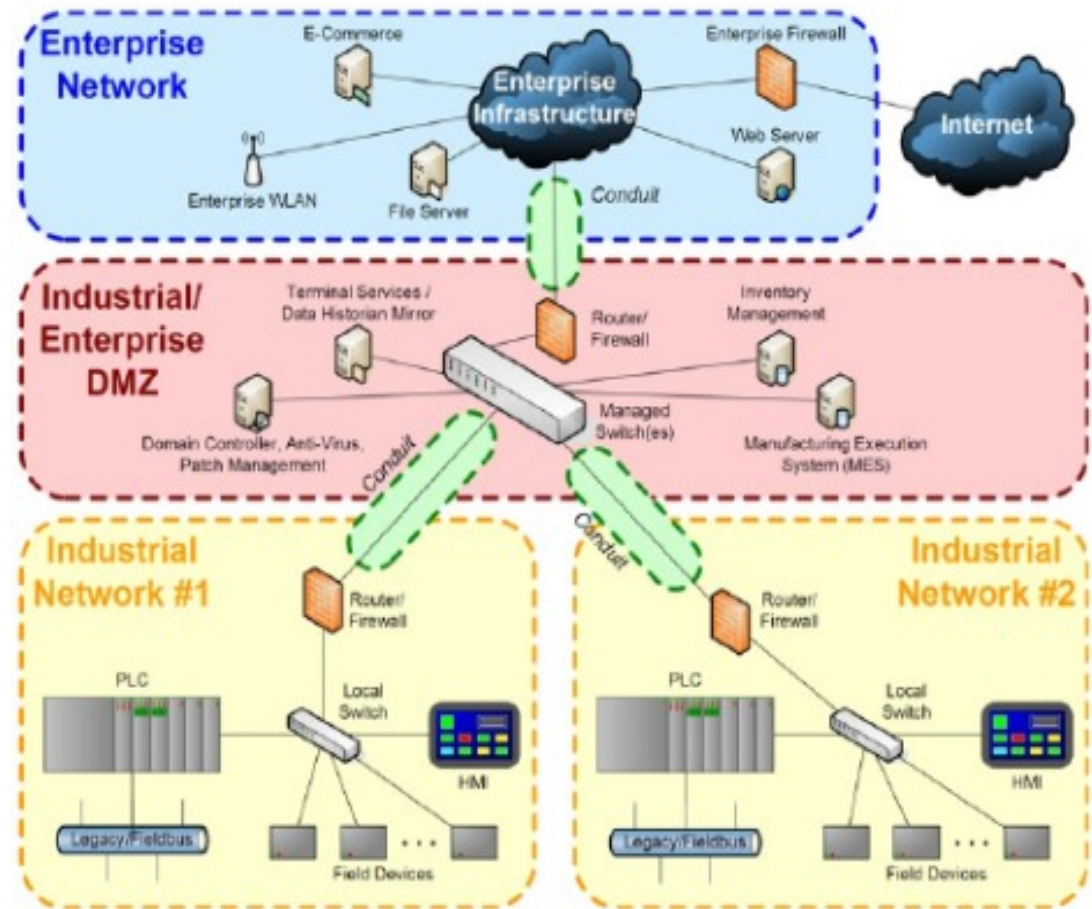 Enterprise
Network
E-Commerce
Enterprise
Infrastructure
Enterprise Firewall
Internet
Web Server
Enterprise WLAN
File Server
Conduit
Industrial/
Enterprise
DMZ
Terminal Services /
Data Historian Mirror
Router/
Firewall
Inventory
Management
Domain Controller, Anti-Virus,
Patch Management
Managed
Switch(es)
Manufacturing Execution
System (MES)
Conduit
Conduit
Industrial
Network #1
Router/
Firewall
PLC
Local
Switch
HMI
Legacy/Fieldbus
Field Devices
Industrial
Network #2
Router/
Firewall
PLC
Local
Switch
HMI
Legacy/Fieldbus
Field Devices